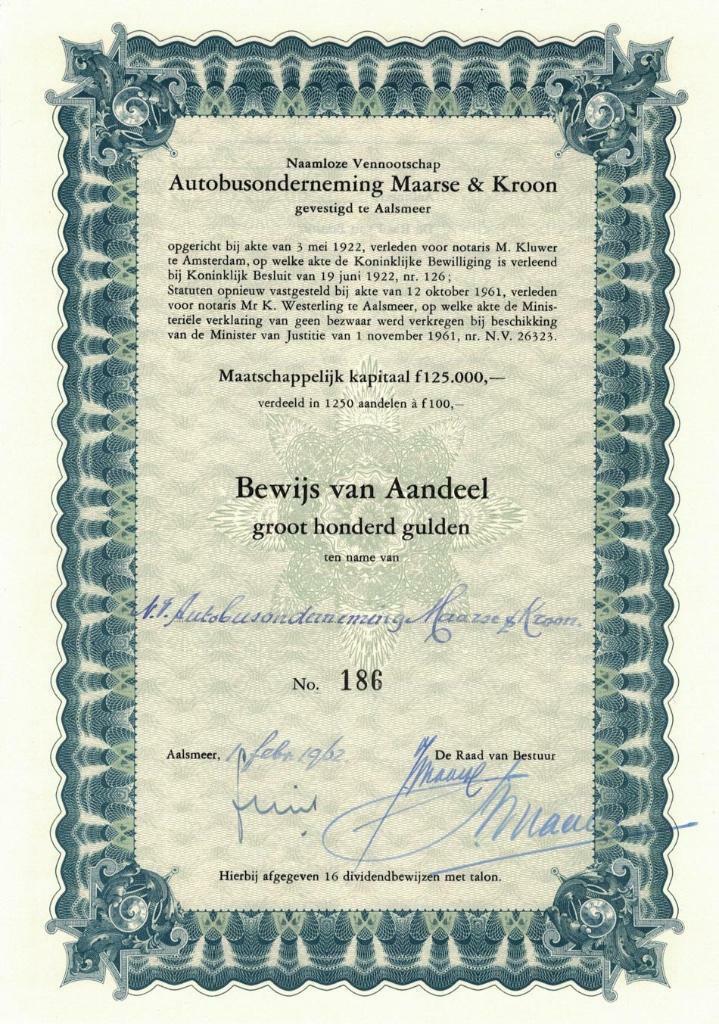 Naamloze Vennootschap
Autobusonderneming Maarse & Kroon
gevestigd te Aalsmeer
opgericht bij akte van 3 mei 1922, verleden voor notaris M. Kluwer
te Amsterdam, op welke akte de Koninklijke Bewilliging is verleend
bij Koninklijk Besluit van 19 juni 1922, nr. 126;
Statuten opnieuw vastgesteld bij akte van 12 oktober 1961, verleden
voor notaris Mr K. Westerling te Aalsmeer, op welke akte de Minis-
teriële verklaring van geen bezwaar werd verkregen bij beschikking
van de Minister van Justitie van 1 november 1961, nr. N.V. 26323.
Maatschappelijk kapitaal f 125.000,—
verdeeld in 1250 aandelen à f 100,—
Bewijs van Aandeel
groot honderd gulden
ten name van
N.V. Autobusonderneming Maarse & Kroon.
No. 186
Aalsmeer, 1 febr. 1962. De Raad van Bestuur
Hierbij afgegeven 16 dividendbewijzen met talon.